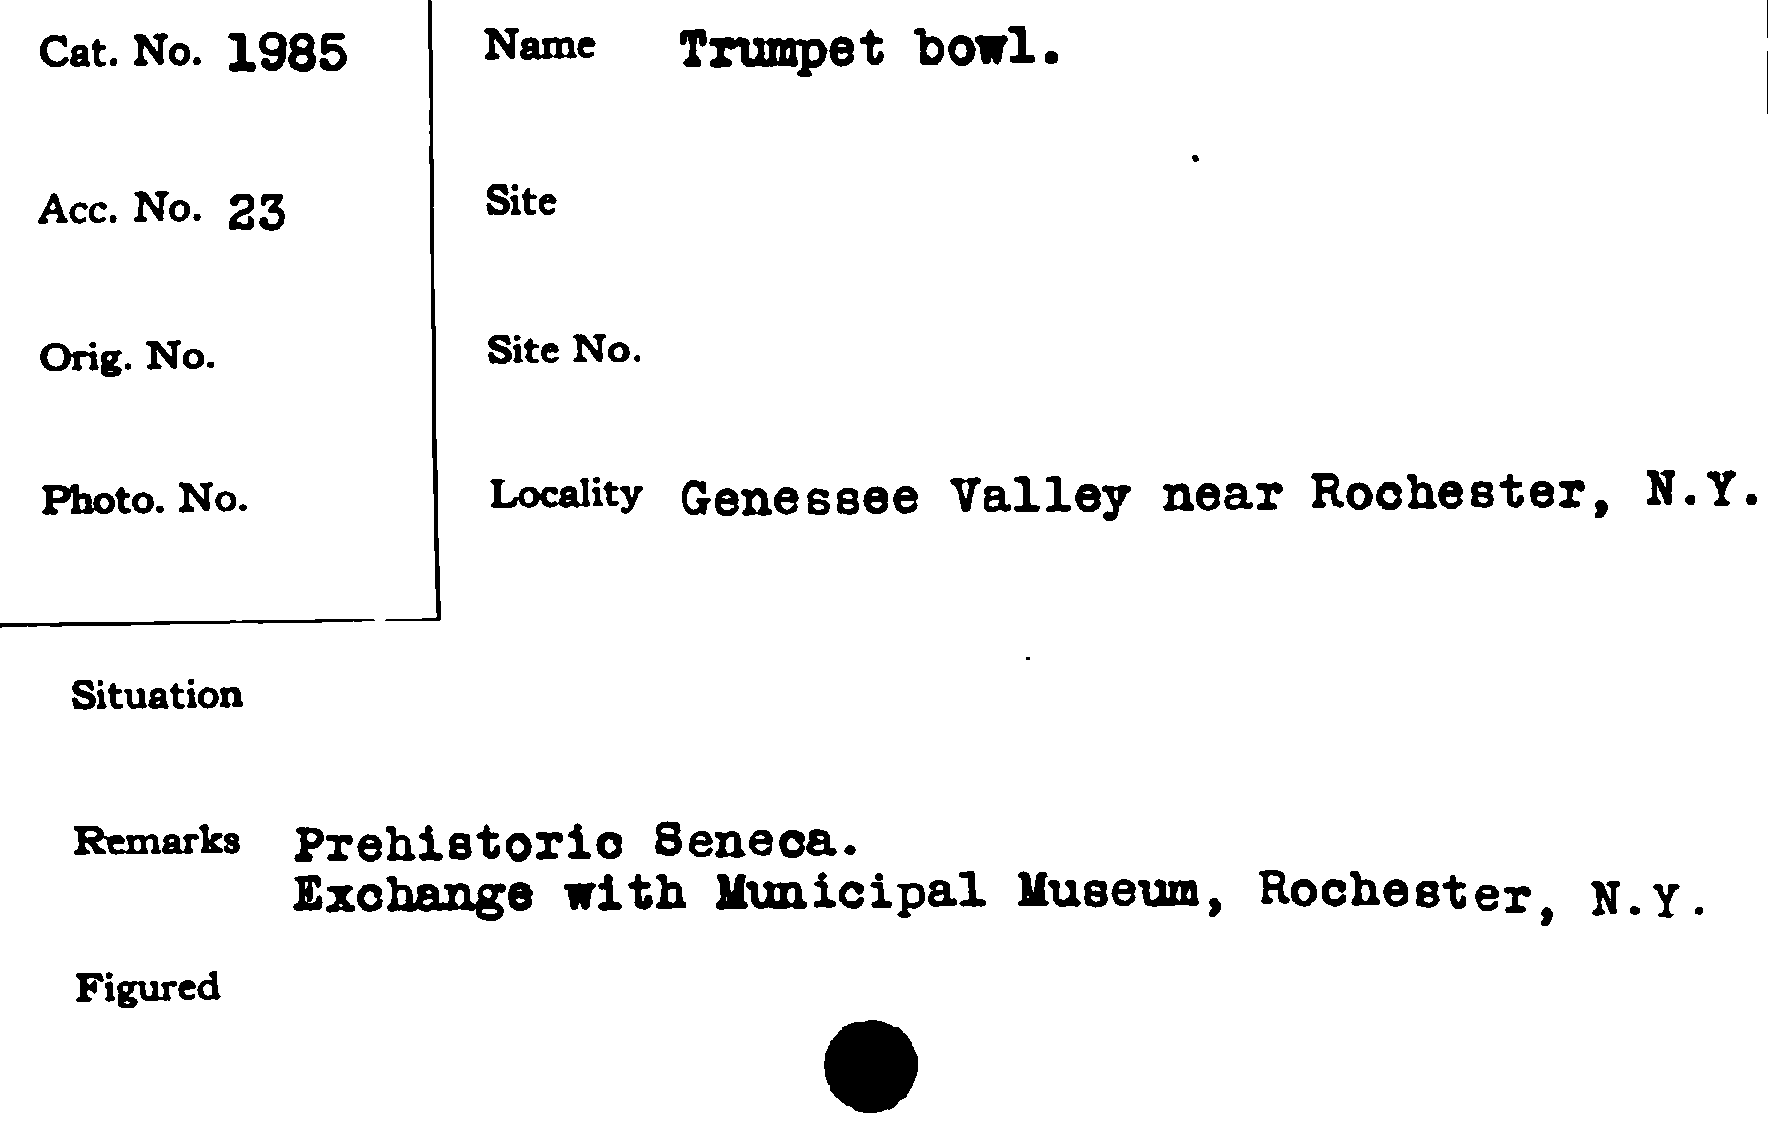 Cat. No. 1985
Name Trumpet bowl.
Acc. No. 23
Site
Orig. No.
Site No.
Photo. No.
Locality Genessee Valley near Rochester, N.Y.
Situation
Remarks Prehistoric Seneca.
Exchange with Municipal Museum, Rochester, N.Y.
Figured